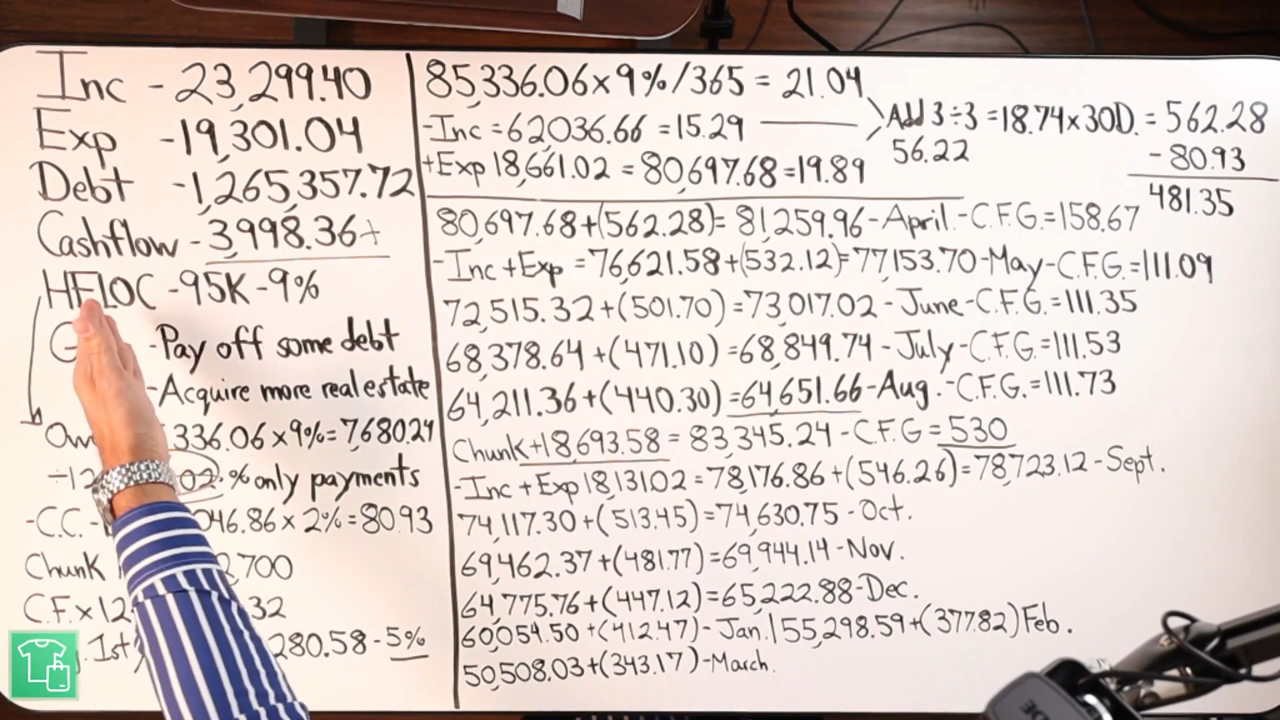 Inc - 23,299.40
Exp - 19,301.04
Debt - 1,265,357.72
Cashflow - 3,998.36+
HELOC - 95K - 9%
- Pay off some debt
- Acquire more real estate
336.06 x 9% = 7,680.24
÷12 02 % only payments
- C.C. - 046.86 x 2% = 80.93
Chunk 2,700
C.F. x 12 32
1st 280.58 - 5%
85,336.06 x 9% / 365 = 21.04
- Inc = 62036.66 = 15.29
+ Exp 18,661.02 = 80,697.68 = 19.89
Add 3 ÷ 3 = 18.74 x 30D. = 562.28
56.22
- 80.93
481.35
80,697.68 + (562.28) = 81,259.96 - April - C.F.G. = 158.67
- Inc + Exp = 76,621.58 + (532.12) = 77,153.70 - May - C.F.G. = 111.09
72,515.32 + (501.70) = 73,017.02 - June - C.F.G. = 111.35
68,378.64 + (471.10) = 68,849.74 - July - C.F.G. = 111.53
64,211.36 + (440.30) = 64,651.66 - Aug. - C.F.G. = 111.73
Chunk + 18,693.58 = 83,345.24 - C.F.G = 530
- Inc + Exp 18,131.02 = 78,176.86 + (546.26) = 78,723.12 - Sept.
74,117.30 + (513.45) = 74,630.75 - Oct.
69,462.37 + (481.77) = 69,944.14 - Nov.
64,775.76 + (447.12) = 65,222.88 - Dec.
60,054.50 + (412.47) - Jan. | 55,298.59 + (377.82) Feb.
50,508.03 + (343.17) - March.